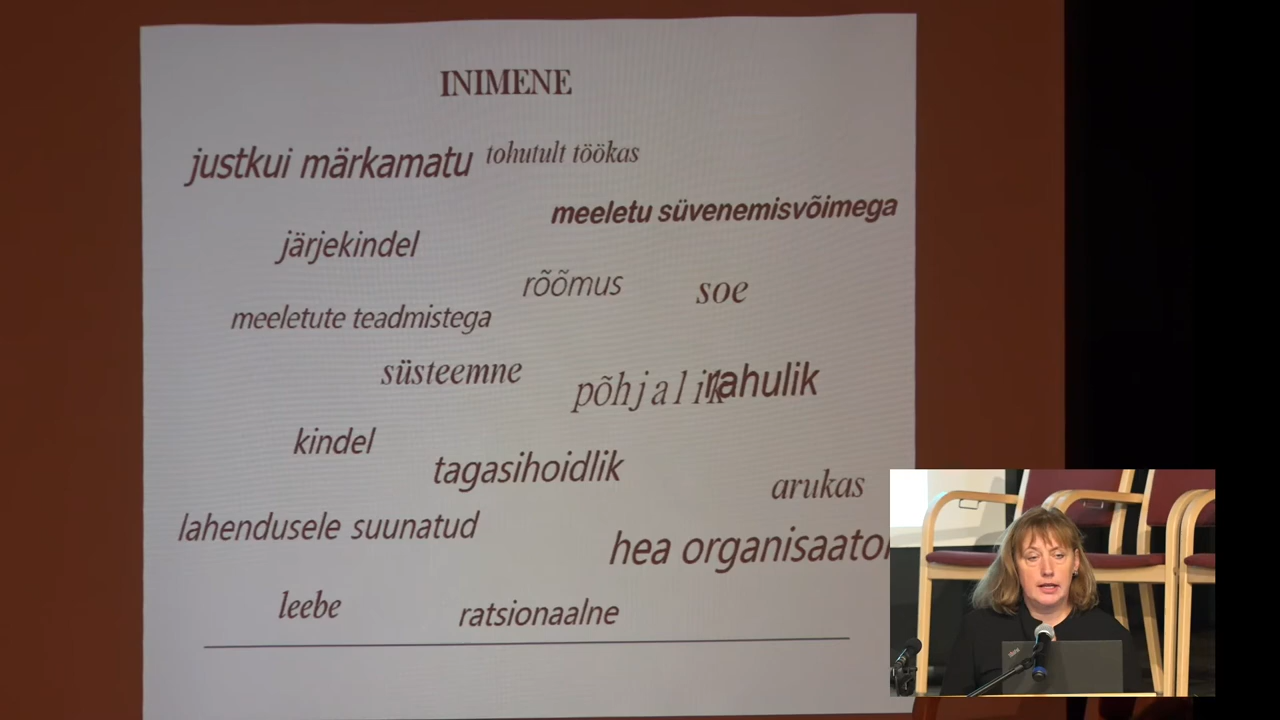 INIMENE
justkui märkamatu tohutult töökas
meeletu süvenemisvõimega
järjekindel
rõõmus soe
meeletute teadmistega
süsteemne
põhjalik rahulik
kindel
tagasihoidlik
arukas
lahendusele suunatud
hea organisaator
leebe ratsionaalne